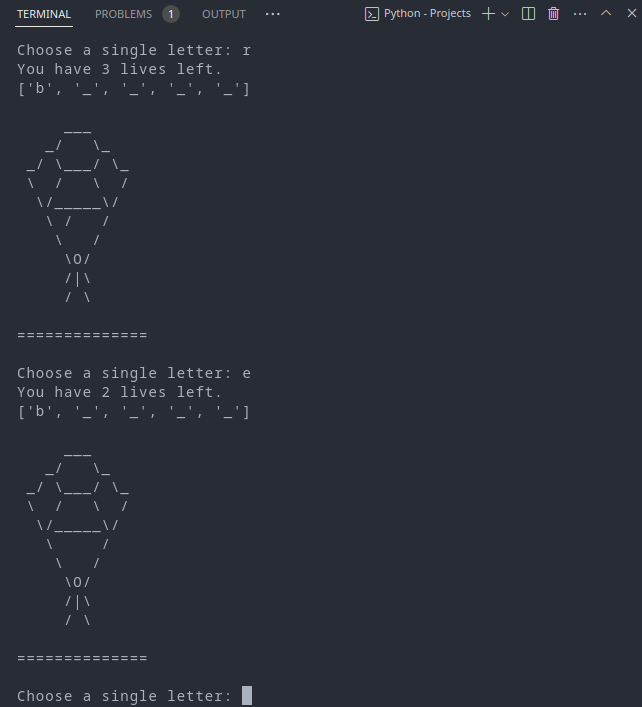 TERMINAL PROBLEMS 1 OUTPUT ··· Python - Projects
Choose a single letter: r
You have 3 lives left.
['b', '_', '_', '_', '_']
     ___
   _/   \_
 _/ \___/ \_
 \  /   \  /
  \/_____\/
   \ /   /
    \   /
     \O/
     /|\
     / \
==============
Choose a single letter: e
You have 2 lives left.
['b', '_', '_', '_', '_']
     ___
   _/   \_
 _/ \___/ \_
 \  /   \  /
  \/_____\/
   \     /
    \   /
     \O/
     /|\
     / \
==============
Choose a single letter: